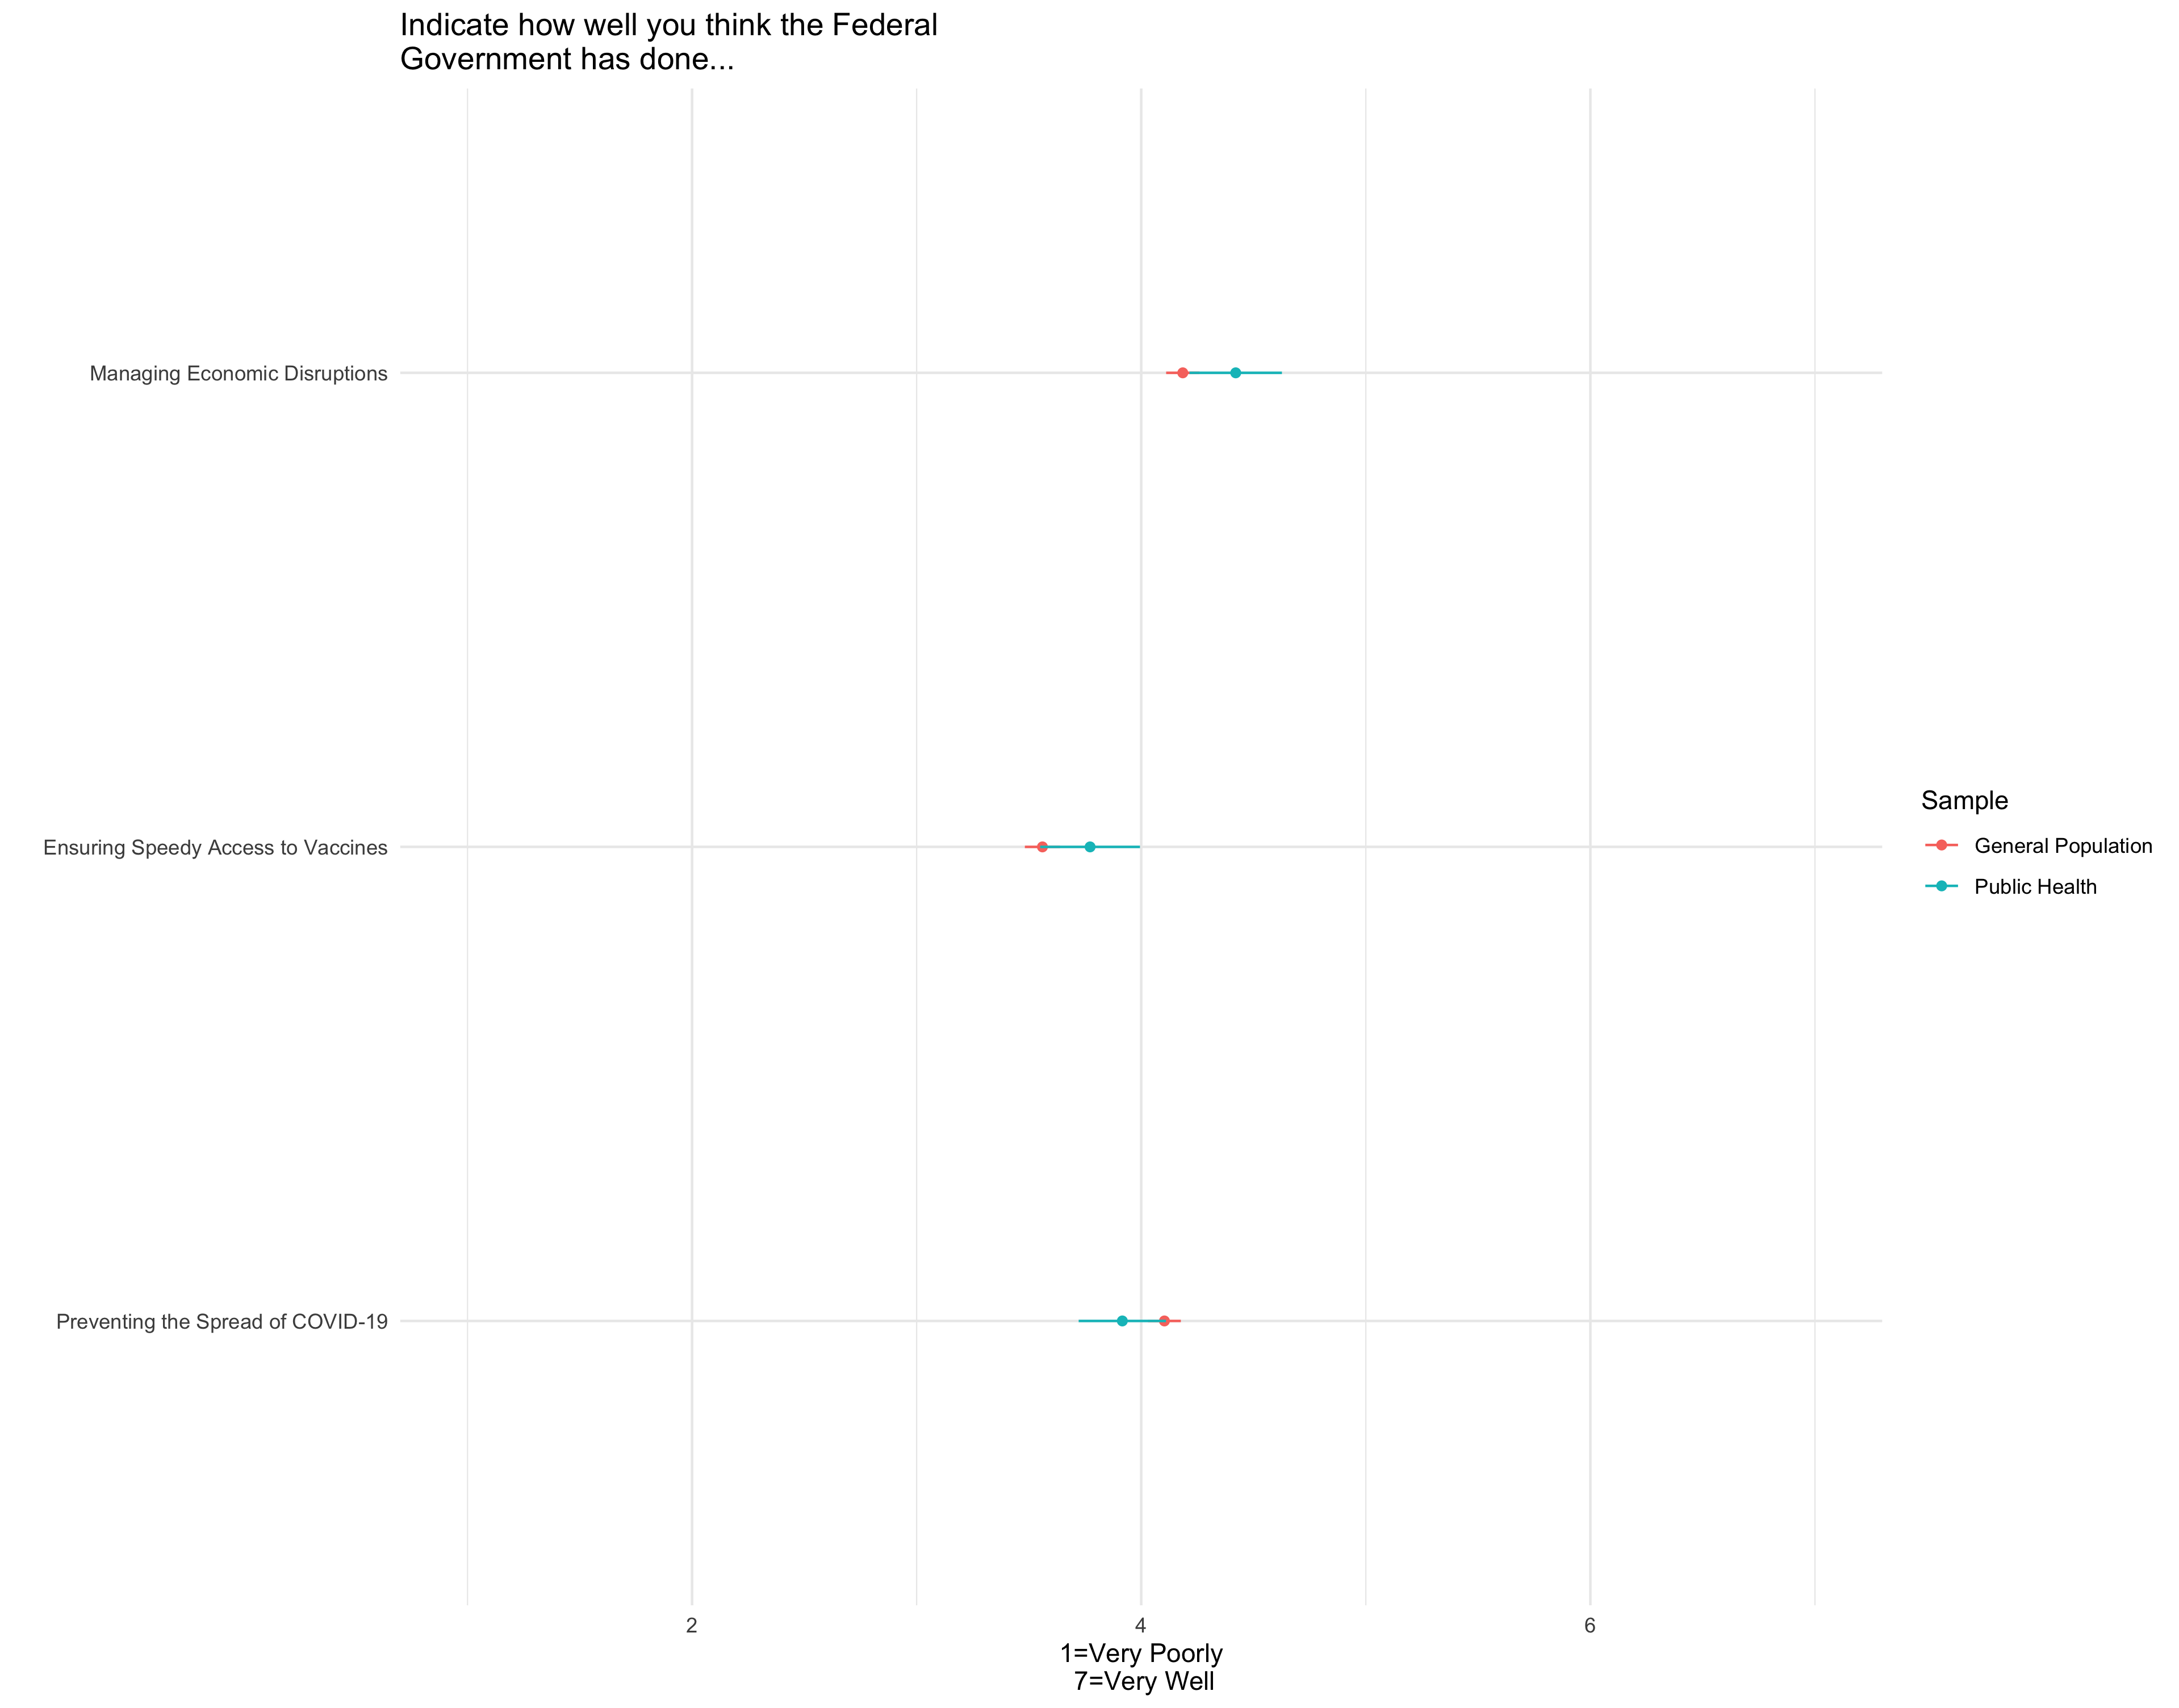 Indicate how well you think the Federal
Government has done...
Managing Economic Disruptions
Ensuring Speedy Access to Vaccines
Preventing the Spread of COVID-19
2
4
6
1=Very Poorly
7=Very Well
Sample
General Population
Public Health